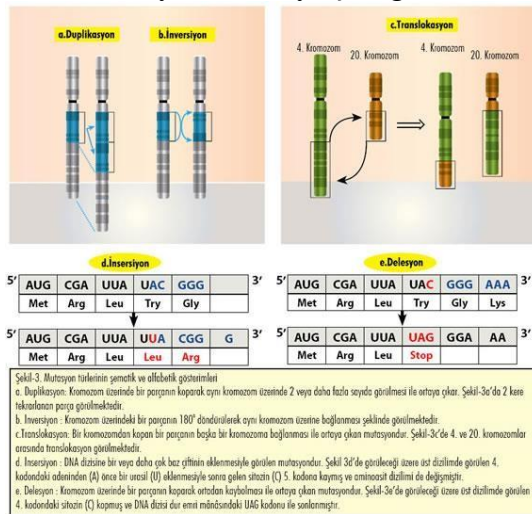 a.Duplikasyon
b.İnversiyon
c.Translokasyon
4. Kromozom
20. Kromozom
4. Kromozom
20. Kromozom
d.İnsersiyon
5' AUG CGA UUA UAC GGG 3'
Met Arg Leu Try Gly
5' AUG CGA UUA UUA CGG G 3'
Met Arg Leu Leu Arg
e.Delesyon
5' AUG CGA UUA UAC GGG AAA 3'
Met Arg Leu Try Gly Lys
5' AUG CGA UUA UAG GGA AA 3'
Met Arg Leu Stop
Şekil-3. Mutasyon türlerinin şematik ve alfabetik gösterimleri
a. Duplikasyon: Kromozom üzerinde bir parçanın koparak aynı kromozom üzerinde 2 veya daha fazla sayıda görülmesi ile ortaya çıkar. Şekil-3a'da 2 kere
tekrarlanan parça görülmektedir.
b. İnversiyon : Kromozom üzerindeki bir parçanın 180° döndürülerek aynı kromozom üzerine bağlanması şeklinde görülmektedir.
c.Translokasyon: Bir kromozomdan kopan bir parçanın başka bir kromozoma bağlanması ile ortaya çıkan mutasyondur. Şekil-3c'de 4. ve 20. kromozomlar
arasında translokasyon görülmektedir.
d. İnsersiyon : DNA dizisine bir veya daha çok baz çiftinin eklenmesiyle görülen mutasyondur. Şekil 3d'de görüleceği üzere üst dizilimde görülen 4.
kodondaki adeninden (A) önce bir urasil (U) eklenmesiyle sonra gelen sitozin (C) 5. kodona kaymış ve aminoasit dizilimi de değişmiştir.
e. Delesyon : Kromozom üzerinde bir parçanın koparak ortadan kaybolması ile ortaya çıkan mutasyondur. Şekil-3e'de görüleceği üzere üst dizilimde görülen
4. kodondaki sitozin (C) kopmuş ve DNA dizisi dur emri mânâsındaki UAG kodonu ile sonlanmıştır.